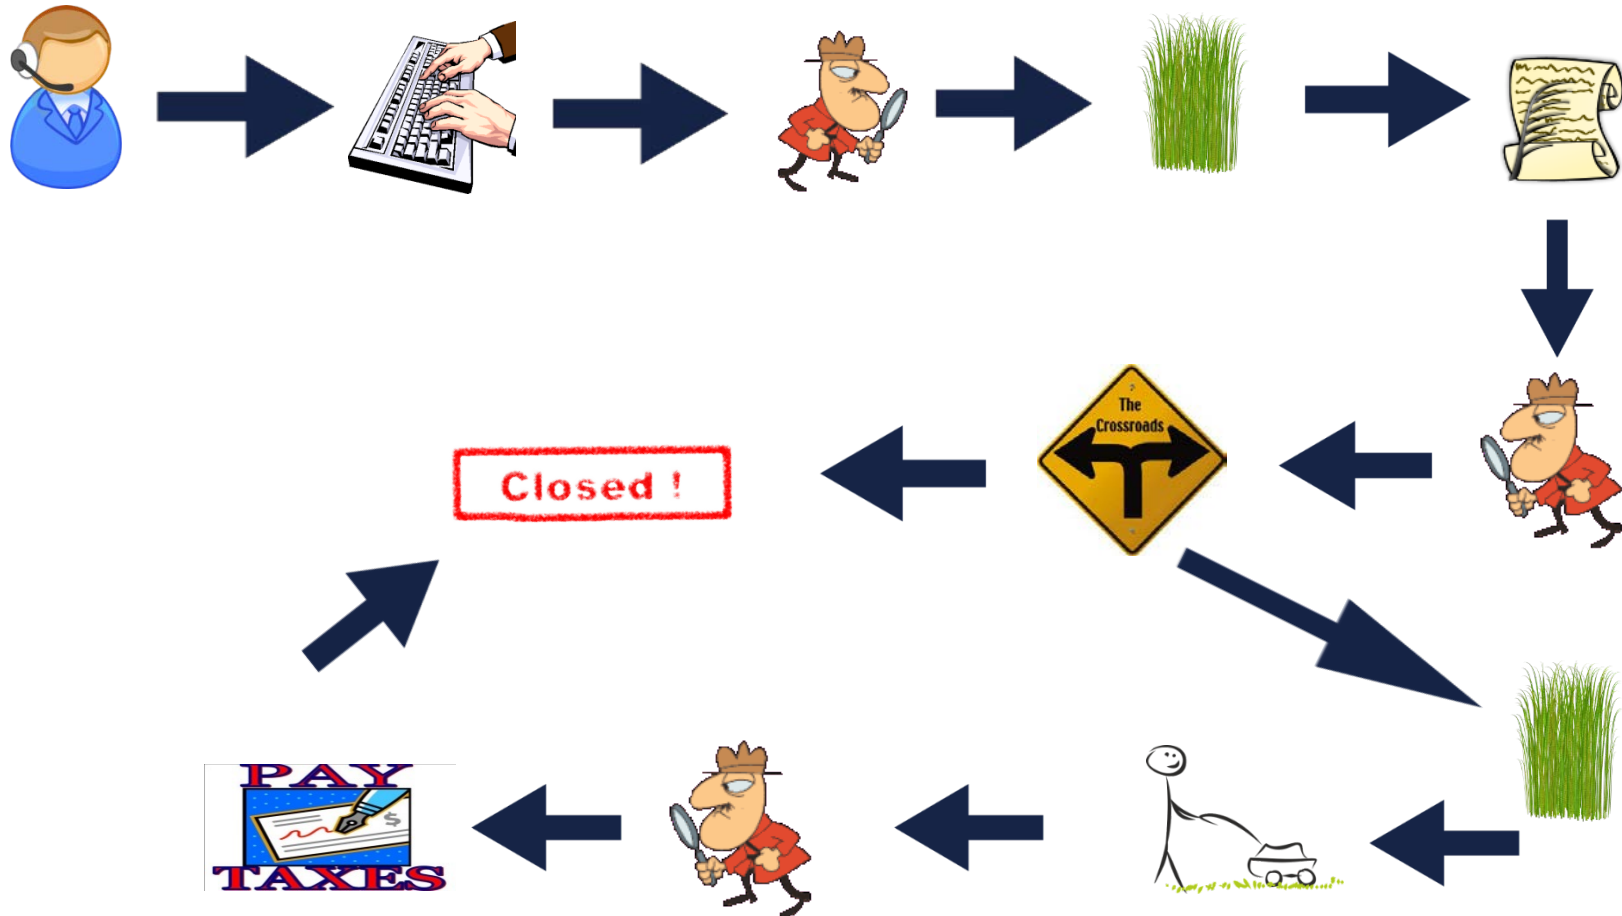 The
Crossroads
Closed !
PAY
$
TAXES